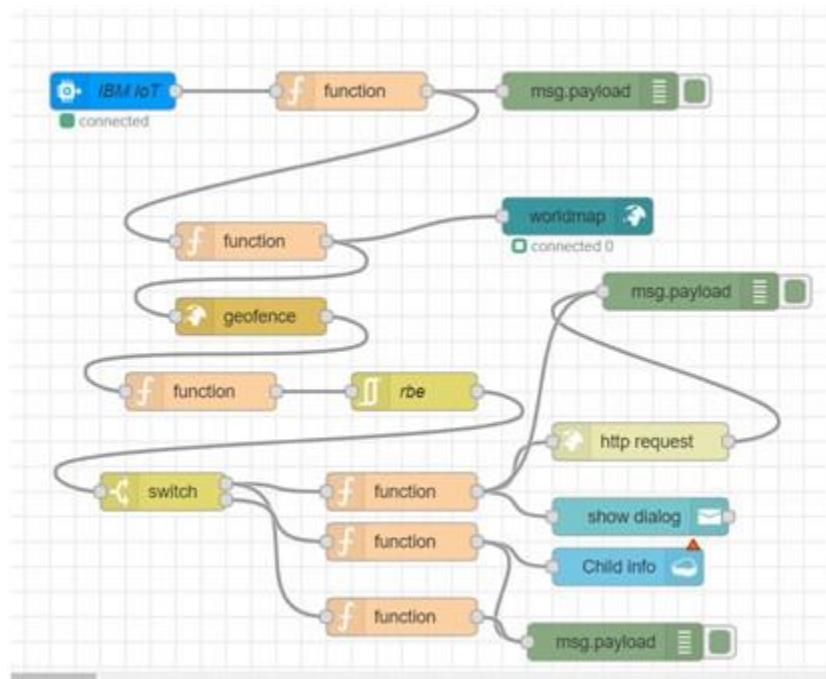 IBM IoT
function
msg.payload
connected
function
worldmap
connected 0
msg.payload
geofence
function
rbe
http request
switch
function
show dialog
function
Child info
function
msg.payload